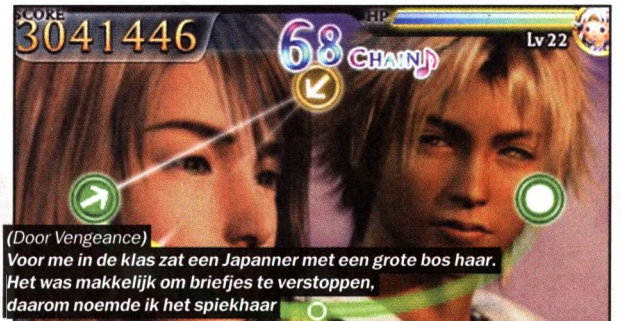 SCORE
3041446
68 CHAIN
HP
Lv 22
(Door Vengeance)
Voor me in de klas zat een Japanner met een grote bos haar.
Het was makkelijk om briefjes te verstoppen,
daarom noemde ik het spiekhaar